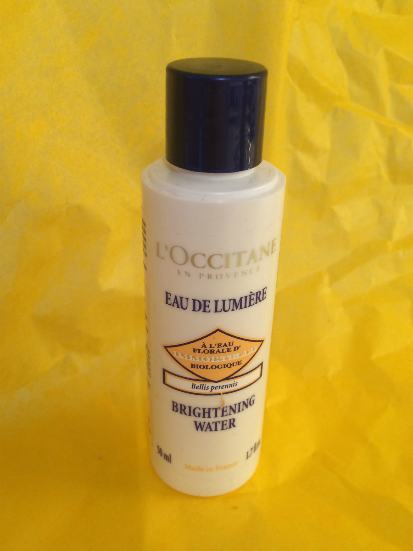 L'OCCITANE
EN PROVENCE
EAU DE LUMIÈRE
À L'EAU
FLORALE D'
IMMORTELLE
BIOLOGIQUE
Bellis perennis
BRIGHTENING
WATER
50 ml
1.7 fl.
Made in France